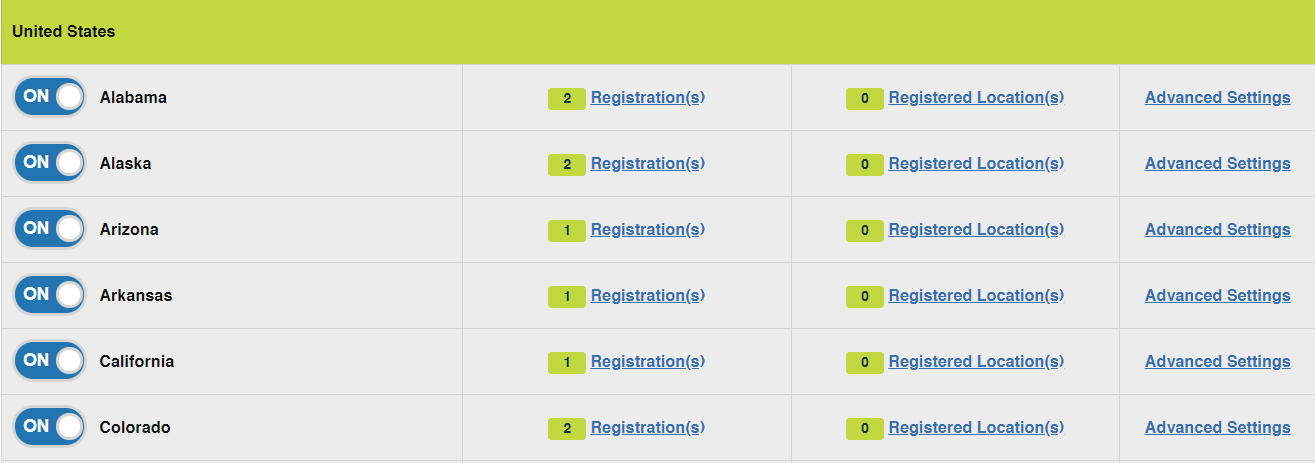 United States
ON Alabama 2 Registration(s) 0 Registered Location(s) Advanced Settings
ON Alaska 2 Registration(s) 0 Registered Location(s) Advanced Settings
ON Arizona 1 Registration(s) 0 Registered Location(s) Advanced Settings
ON Arkansas 1 Registration(s) 0 Registered Location(s) Advanced Settings
ON California 1 Registration(s) 0 Registered Location(s) Advanced Settings
ON Colorado 2 Registration(s) 0 Registered Location(s) Advanced Settings